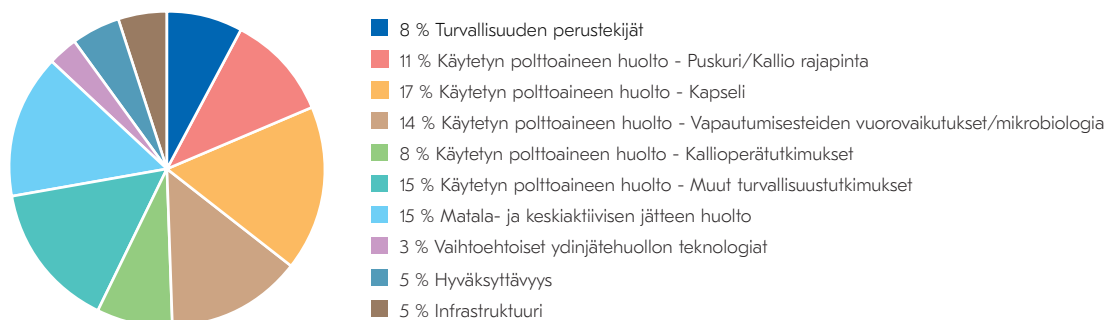 8 % Turvallisuuden perustekijät
11 % Käytetyn polttoaineen huolto - Puskuri/Kallio rajapinta
17 % Käytetyn polttoaineen huolto - Kapseli
14 % Käytetyn polttoaineen huolto - Vapautumisesteiden vuorovaikutukset/mikrobiologia
8 % Käytetyn polttoaineen huolto - Kallioperätutkimukset
15 % Käytetyn polttoaineen huolto - Muut turvallisuustutkimukset
15 % Matala- ja keskiaktiivisen jätteen huolto
3 % Vaihtoehtoiset ydinjätehuollon teknologiat
5 % Hyväksyttävyys
5 % Infrastruktuuri